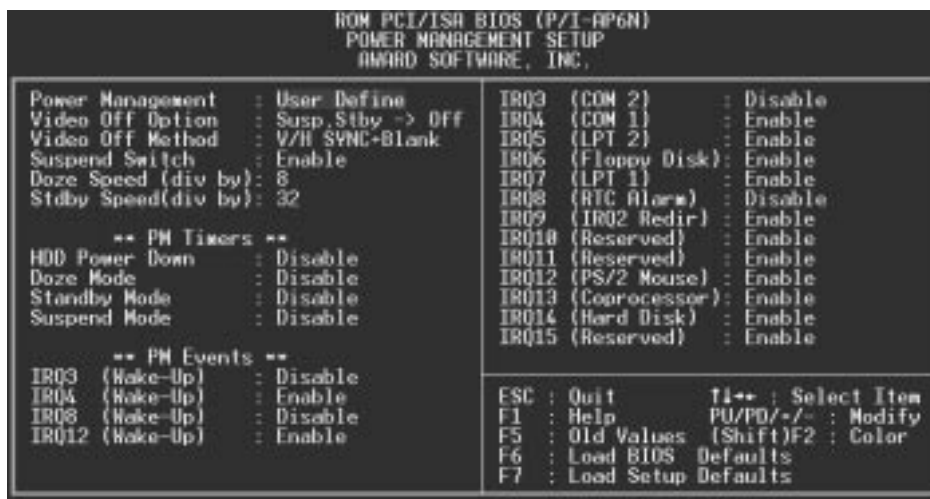 ROM PCI/ISA BIOS (P/I-AP6N)
POWER MANAGEMENT SETUP
AWARD SOFTWARE, INC.
Power Management : User Define
Video Off Option : Susp,Stby -> Off
Video Off Method : V/H SYNC+Blank
Suspend Switch : Enable
Doze Speed (div by): 8
Stdby Speed(div by): 32
** PM Timers **
HDD Power Down : Disable
Doze Mode : Disable
Standby Mode : Disable
Suspend Mode : Disable
** PM Events **
IRQ3 (Wake-Up) : Disable
IRQ4 (Wake-Up) : Enable
IRQ8 (Wake-Up) : Disable
IRQ12 (Wake-Up) : Enable
IRQ3 (COM 2) : Disable
IRQ4 (COM 1) : Enable
IRQ5 (LPT 2) : Enable
IRQ6 (Floppy Disk): Enable
IRQ7 (LPT 1) : Enable
IRQ8 (RTC Alarm) : Disable
IRQ9 (IRQ2 Redir) : Enable
IRQ10 (Reserved) : Enable
IRQ11 (Reserved) : Enable
IRQ12 (PS/2 Mouse) : Enable
IRQ13 (Coprocessor): Enable
IRQ14 (Hard Disk) : Enable
IRQ15 (Reserved) : Enable
ESC : Quit ↑↓→← : Select Item
F1 : Help PU/PD/+/- : Modify
F5 : Old Values (Shift)F2 : Color
F6 : Load BIOS Defaults
F7 : Load Setup Defaults